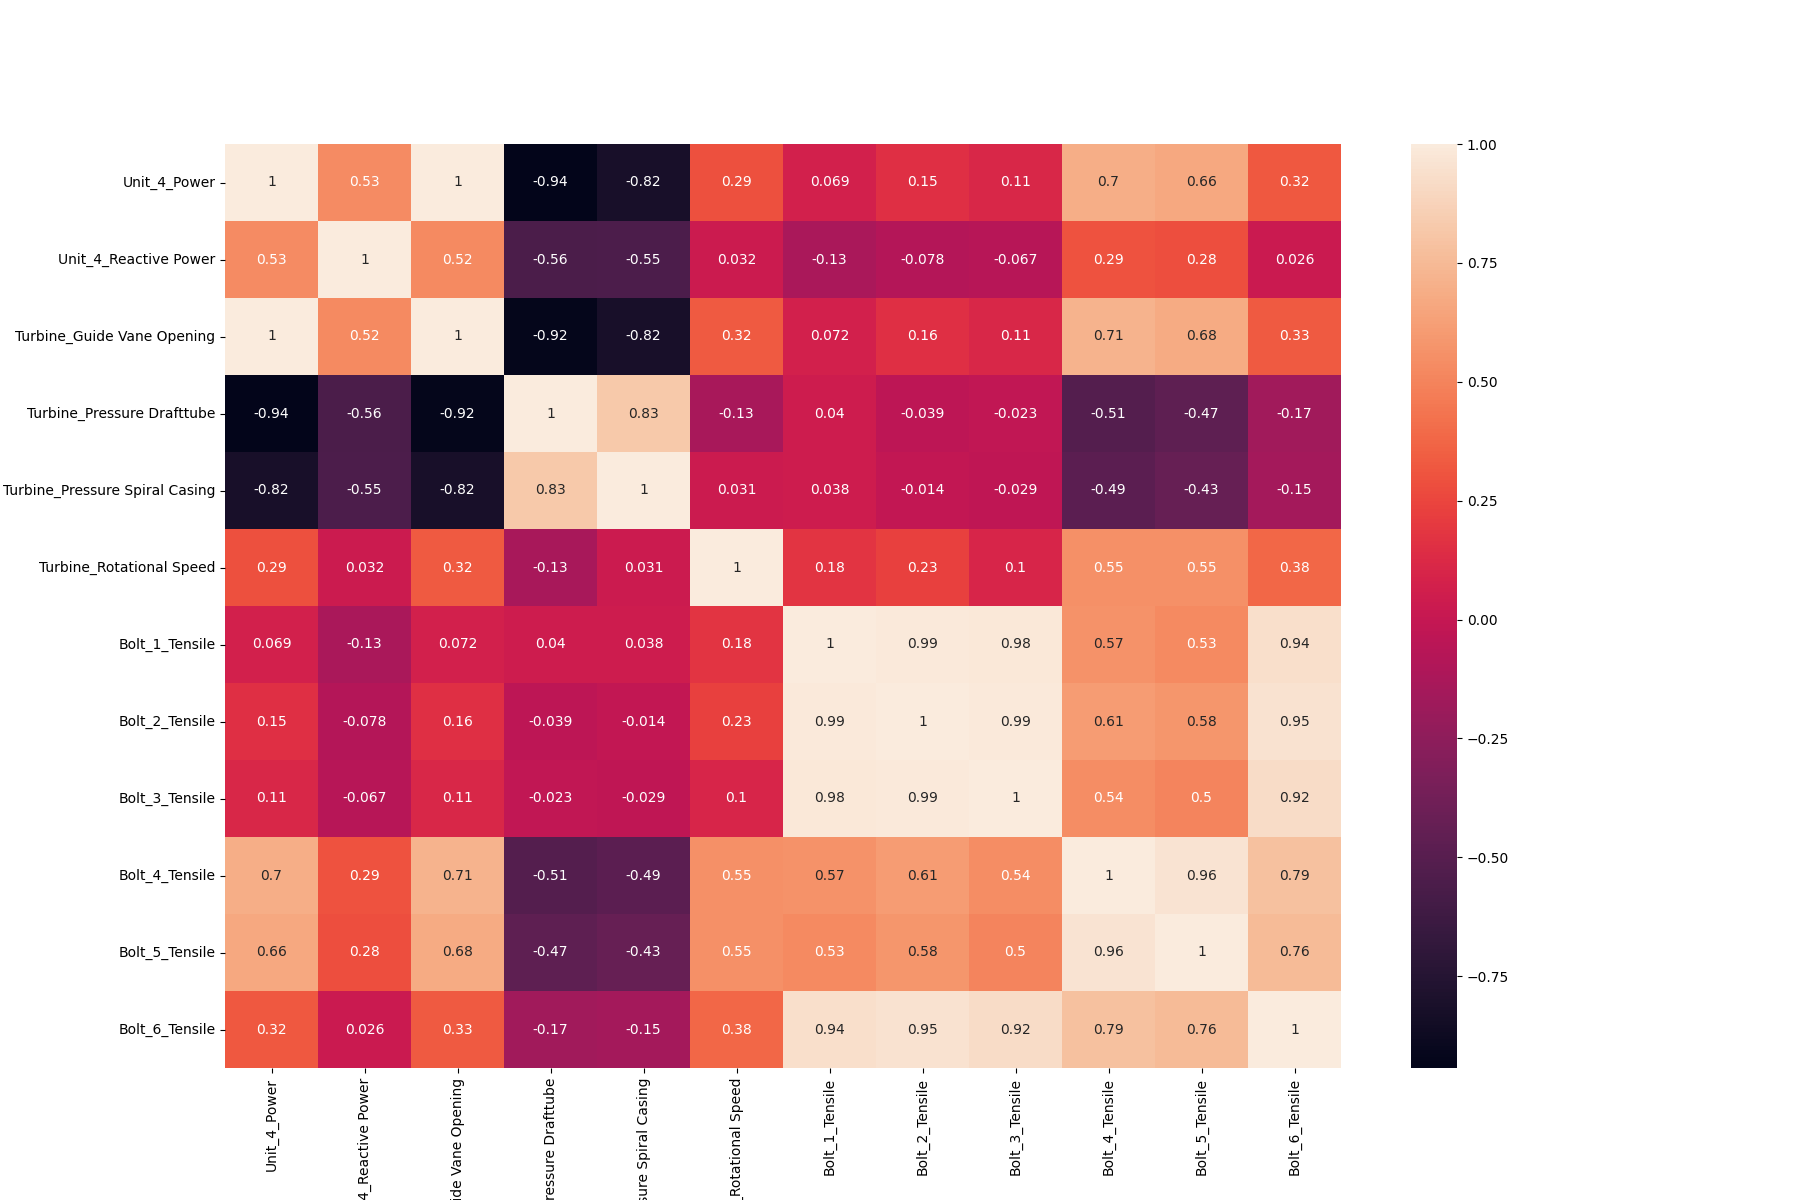 Unit_4_Power 1 0.53 1 -0.94 -0.82 0.29 0.069 0.15 0.11 0.7 0.66 0.32
Unit_4_Reactive Power 0.53 1 0.52 -0.56 -0.55 0.032 -0.13 -0.078 -0.067 0.29 0.28 0.026
Turbine_Guide Vane Opening 1 0.52 1 -0.92 -0.82 0.32 0.072 0.16 0.11 0.71 0.68 0.33
Turbine_Pressure Drafttube -0.94 -0.56 -0.92 1 0.83 -0.13 0.04 -0.039 -0.023 -0.51 -0.47 -0.17
Turbine_Pressure Spiral Casing -0.82 -0.55 -0.82 0.83 1 0.031 0.038 -0.014 -0.029 -0.49 -0.43 -0.15
Turbine_Rotational Speed 0.29 0.032 0.32 -0.13 0.031 1 0.18 0.23 0.1 0.55 0.55 0.38
Bolt_1_Tensile 0.069 -0.13 0.072 0.04 0.038 0.18 1 0.99 0.98 0.57 0.53 0.94
Bolt_2_Tensile 0.15 -0.078 0.16 -0.039 -0.014 0.23 0.99 1 0.99 0.61 0.58 0.95
Bolt_3_Tensile 0.11 -0.067 0.11 -0.023 -0.029 0.1 0.98 0.99 1 0.54 0.5 0.92
Bolt_4_Tensile 0.7 0.29 0.71 -0.51 -0.49 0.55 0.57 0.61 0.54 1 0.96 0.79
Bolt_5_Tensile 0.66 0.28 0.68 -0.47 -0.43 0.55 0.53 0.58 0.5 0.96 1 0.76
Bolt_6_Tensile 0.32 0.026 0.33 -0.17 -0.15 0.38 0.94 0.95 0.92 0.79 0.76 1
Unit_4_Power
4_Reactive Power
ide Vane Opening
ressure Drafttube
sure Spiral Casing
_Rotational Speed
Bolt_1_Tensile
Bolt_2_Tensile
Bolt_3_Tensile
Bolt_4_Tensile
Bolt_5_Tensile
Bolt_6_Tensile
1.00
0.75
0.50
0.25
0.00
−0.25
−0.50
−0.75